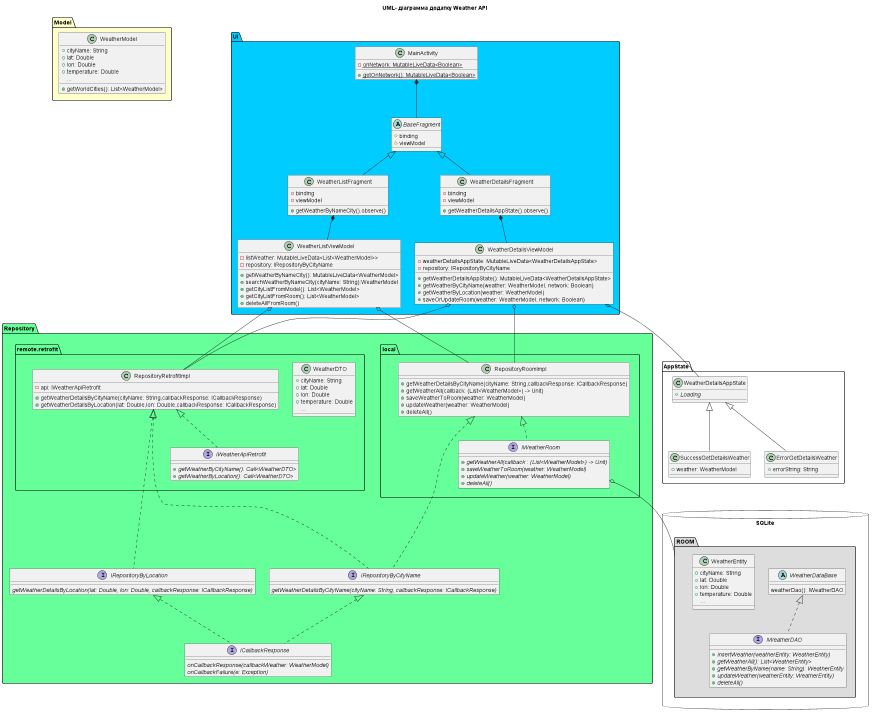 UML- діаграмма додатку Weather API
Model
C WeatherModel
cityName: String
lat: Double
lon: Double
temperature: Double
...
getWorldCities(): List<WeatherModel>
UI
C MainActivity
onNetwork: MutableLiveData<Boolean>
getOnNetwork(): MutableLiveData<Boolean>
A BaseFragment
binding
viewModel
C WeatherListFragment
binding
viewModel
getWeatherByNameCity().observe()
C WeatherDetailsFragment
binding
viewModel
getWeatherDetailsAppState().observe()
C WeatherListViewModel
listWeather: MutableLiveData<List<WeatherModel>>
repository: IRepositoryByCityName
getWeatherByNameCity(): MutableLiveData<WeatherModel>
searchWeatherByNameCity(cityName: String):WeatherModel
getCityListFromModel(): List<WeatherModel>
getCityListFromRoom(): List<WeatherModel>
deleteAllFromRoom()
C WeatherDetailsViewModel
weatherDetailsAppState: MutableLiveData<WeatherDetailsAppState>
repository: IRepositoryByCityName
getWeatherDetailsAppState(): MutableLiveData<WeatherDetailsAppState>
getWeatherByCityName(weather: WeatherModel, network: Boolean)
getWeatherByLocation(weather: WeatherModel)
saveOrUpdateRoom(weather: WeatherModel, network: Boolean)
Repository
remote.retrofit
C RepositoryRetrofitImpl
api: IWeatherApiRetrofit
getWeatherDetailsByCityName(cityName: String,callbackResponse: ICallbackResponse)
getWeatherDetailsByLocation(lat: Double,lon: Double,callbackResponse: ICallbackResponse)
C WeatherDTO
cityName: String
lat: Double
lon: Double
temperature: Double
...
I IWeatherApiRetrofit
getWeatherByCityName(): Call<WeatherDTO>
getWeatherByLocation(): Call<WeatherDTO>
local
C RepositoryRoomImpl
getWeatherDetailsByCityName(cityName: String,callbackResponse: ICallbackResponse)
getWeatherAll(callback: (List<WeatherModel>) -> Unit)
saveWeatherToRoom(weather: WeatherModel)
updateWeather(weather: WeatherModel)
deleteAll()
I IWeatherRoom
getWeatherAll(callback : (List<WeatherModel>) -> Unit)
saveWeatherToRoom(weather: WeatherModel)
updateWeather(weather: WeatherModel)
deleteAll()
AppState
C WeatherDetailsAppState
Loading
C SuccessGetDetailsWeather
weather: WeatherModel
C ErrorGetDetailsWeather
errorString: String
I IRepositoryByLocation
getWeatherDetailsByLocation(lat: Double, lon: Double, callbackResponse: ICallbackResponse)
I IRepositoryByCityName
getWeatherDetailsByCityName(cityName: String, callbackResponse: ICallbackResponse)
I ICallbackResponse
onCallbackResponse(callbackWeather: WeatherModel)
onCallbackFailure(e: Exception)
SQLite
ROOM
C WeatherEntity
cityName: String
lat: Double
lon: Double
temperature: Double
...
A WeatherDataBase
weatherDao(): IWeatherDAO
I IWeatherDAO
insertWeather(weatherEntity: WeatherEntity)
getWeatherAll(): List<WeatherEntity>
getWeatherByName(name: String): WeatherEntity
updateWeather(weatherEntity: WeatherEntity)
deleteAll()